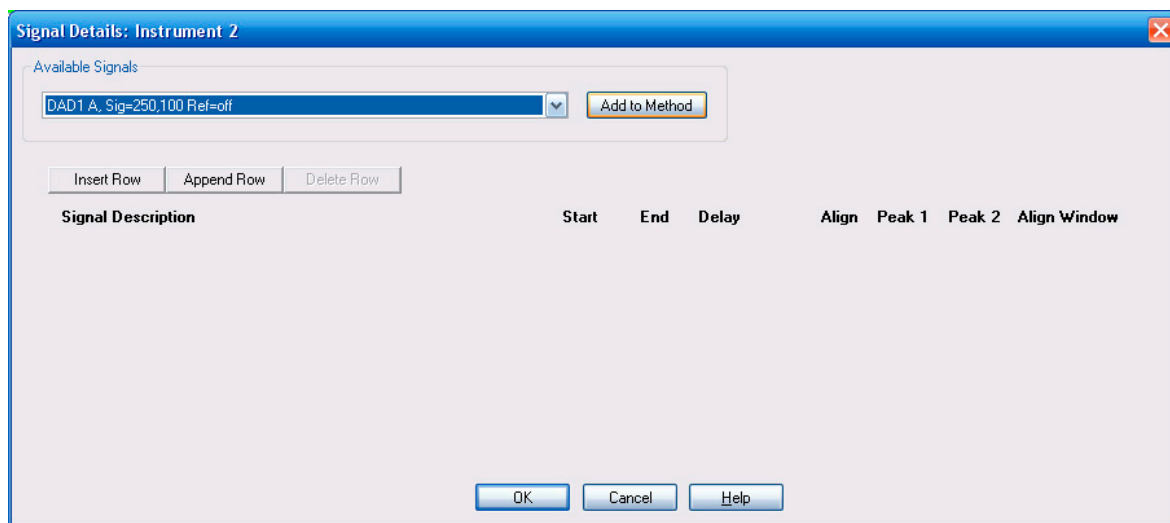 Signal Details: Instrument 2
Available Signals
DAD1 A, Sig=250,100 Ref=off
Add to Method
Insert Row Append Row Delete Row
Signal Description Start End Delay Align Peak 1 Peak 2 Align Window
OK Cancel Help